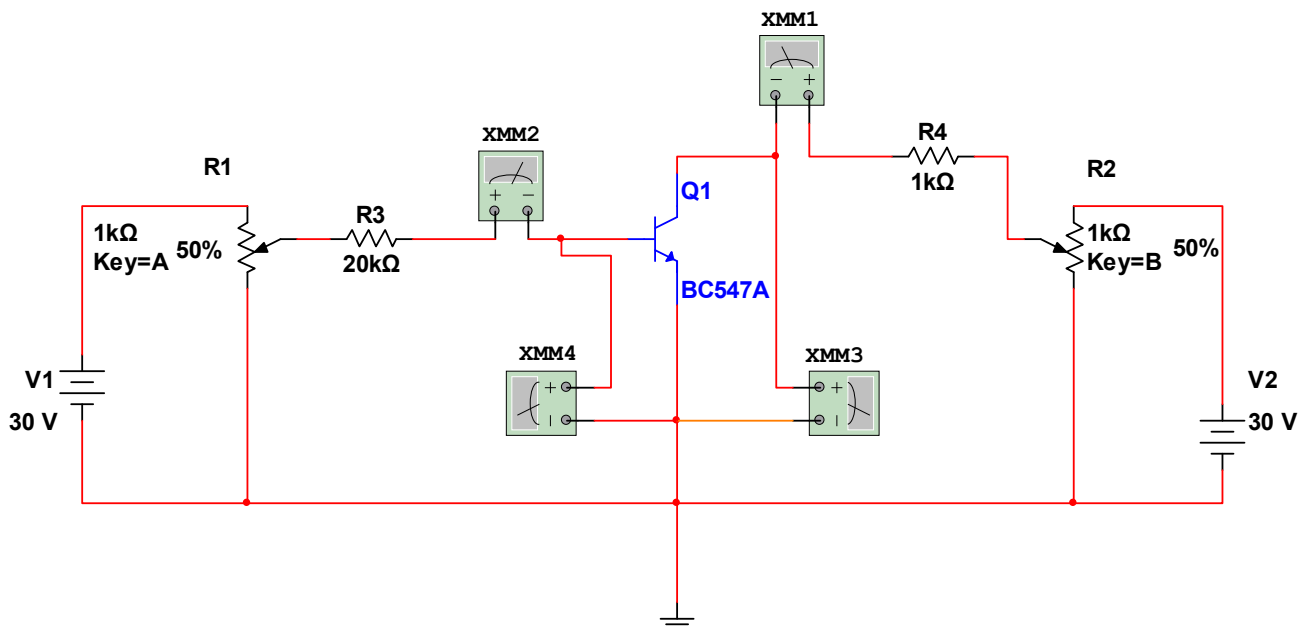 XMM1
− +
R4
1kΩ
XMM2
+ −
R1
1kΩ
Key=A
50%
R3
20kΩ
Q1
BC547A
R2
1kΩ
Key=B
50%
XMM4
+
−
XMM3
+
−
V1
30 V
V2
30 V